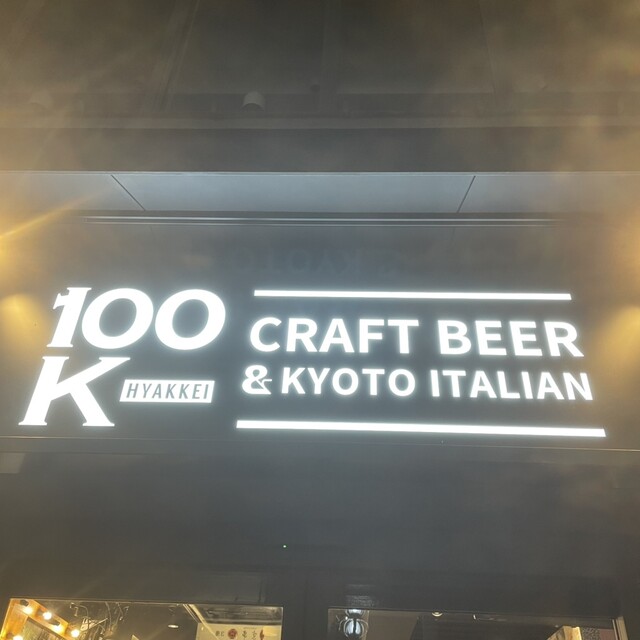 100
K HYAKKEI
CRAFT BEER
& KYOTO ITALIAN